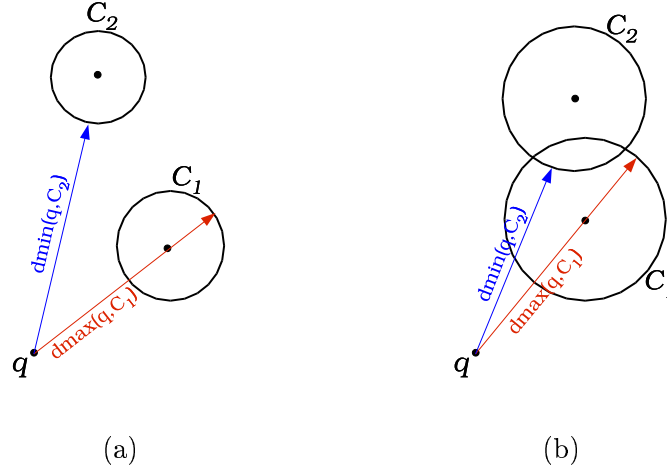 C₂
C₁
dmin(q,C₂)
dmax(q,C₁)
q
(a)
C₂
C
dmin(q,C₂)
dmax(q,C₁)
q
(b)